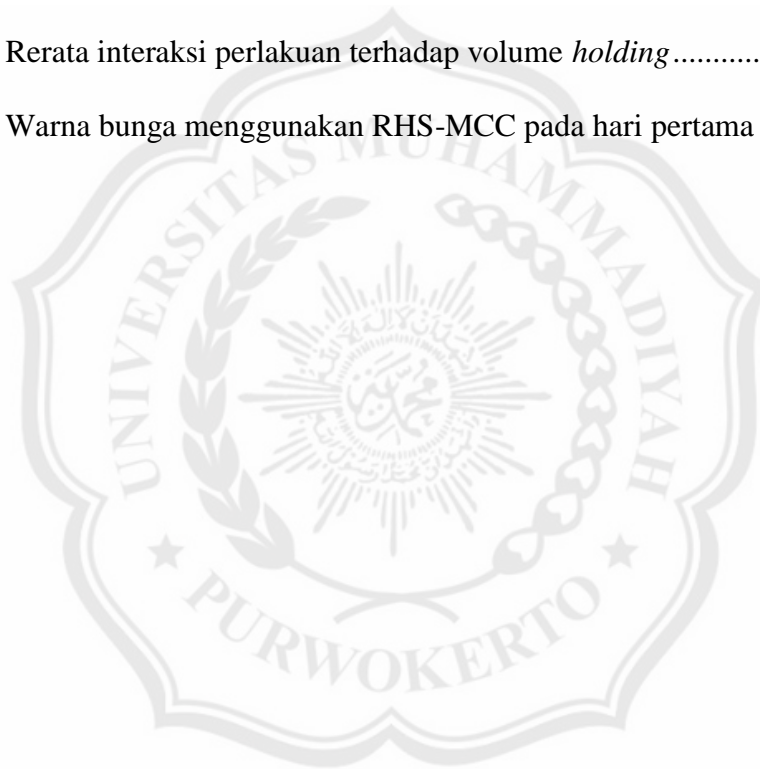 Rerata interaksi perlakuan terhadap volume holding...........
Warna bunga menggunakan RHS-MCC pada hari pertama
UNIVERSITAS MUHAMMADIYAH
PURWOKERTO